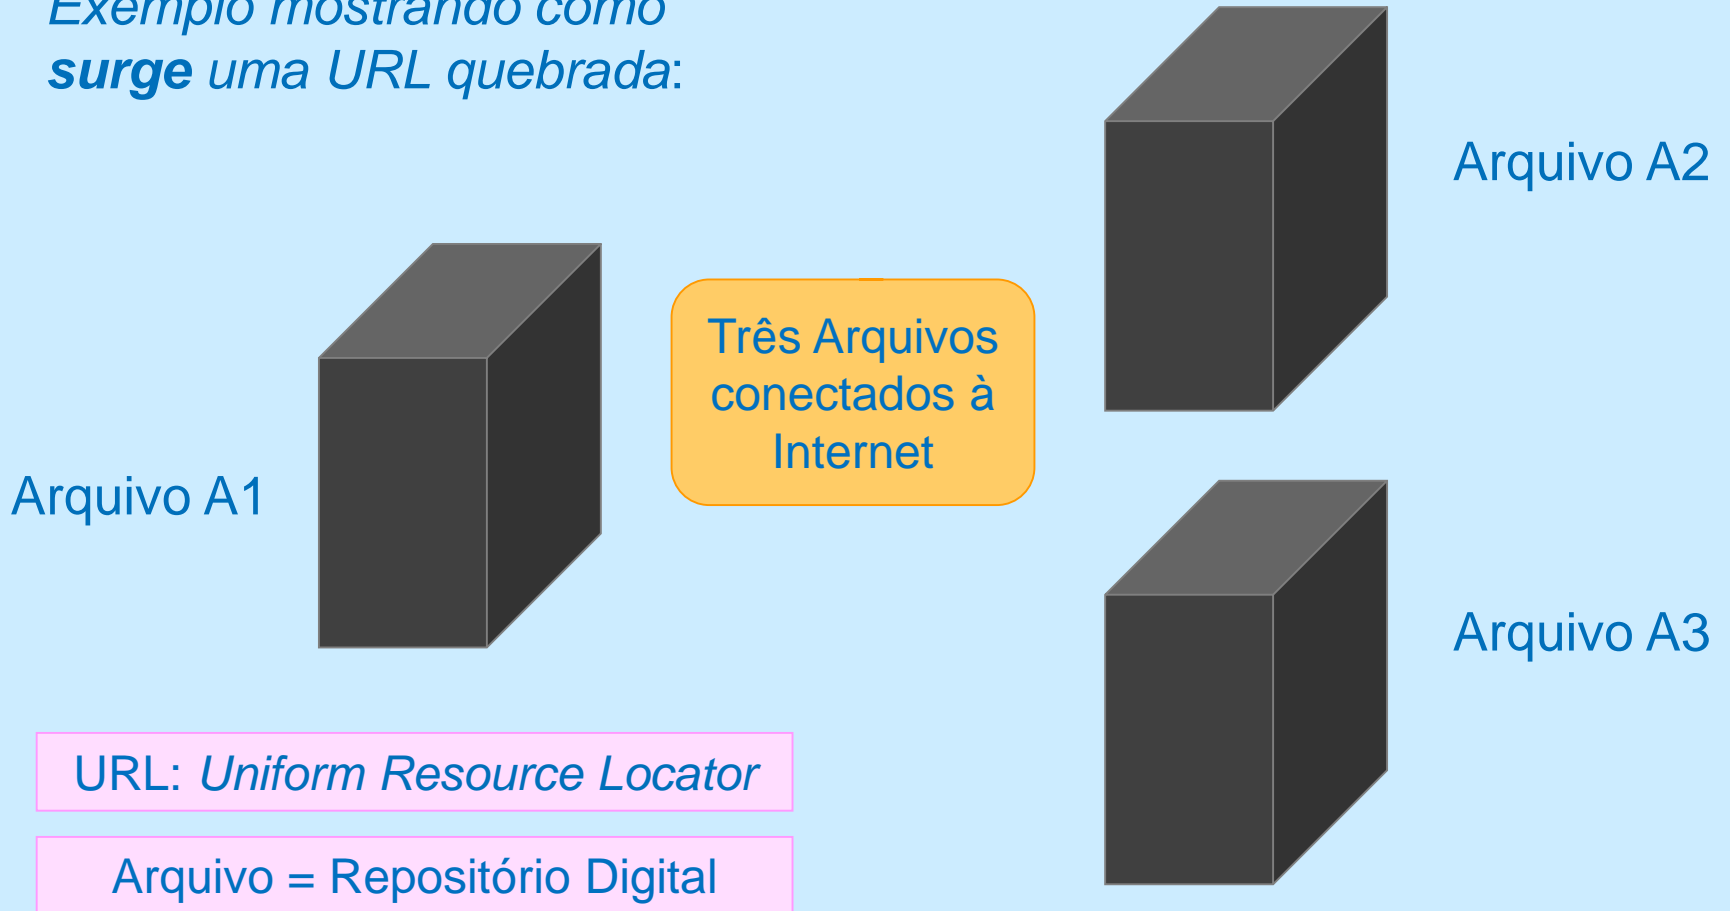 Exemplo mostrando como
surge uma URL quebrada:
Arquivo A2
Três Arquivos
conectados à
Internet
Arquivo A1
Arquivo A3
URL: Uniform Resource Locator
Arquivo = Repositório Digital